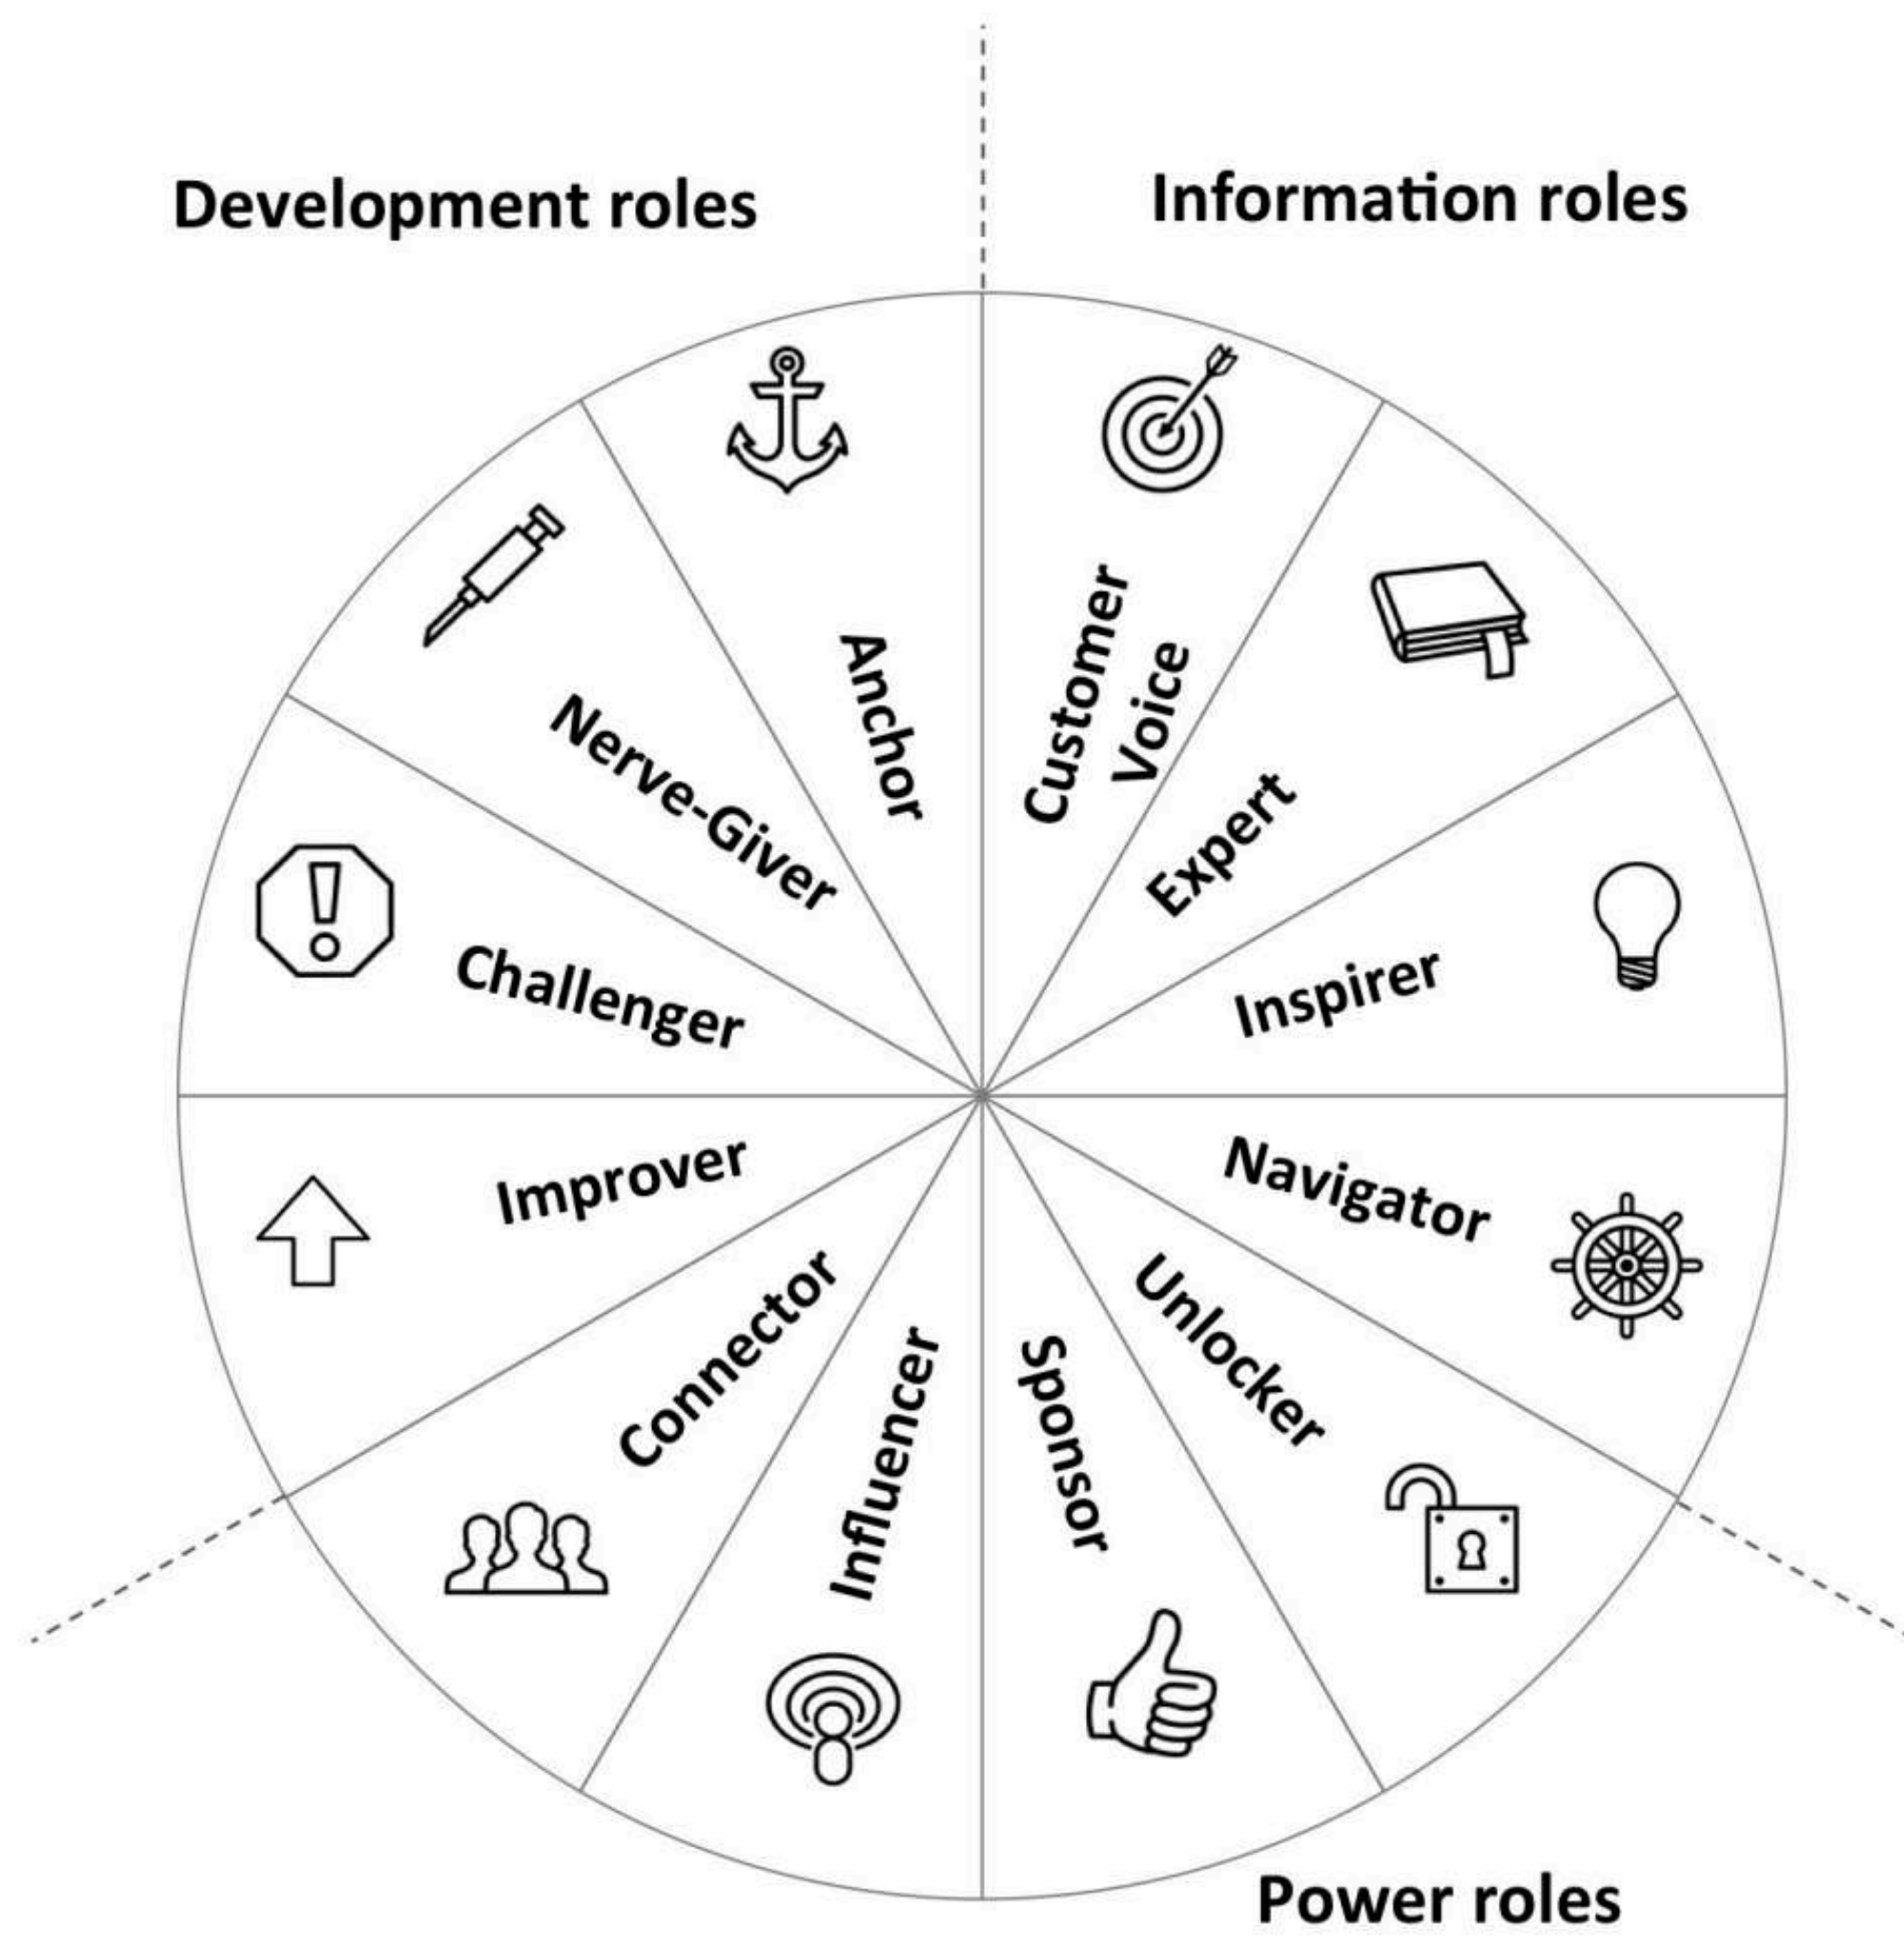 Development roles
Information roles
Customer
Voice
Expert
Inspirer
Navigator
Unlocker
Sponsor
Influencer
Connector
Improver
Challenger
Nerve-Giver
Anchor
Power roles